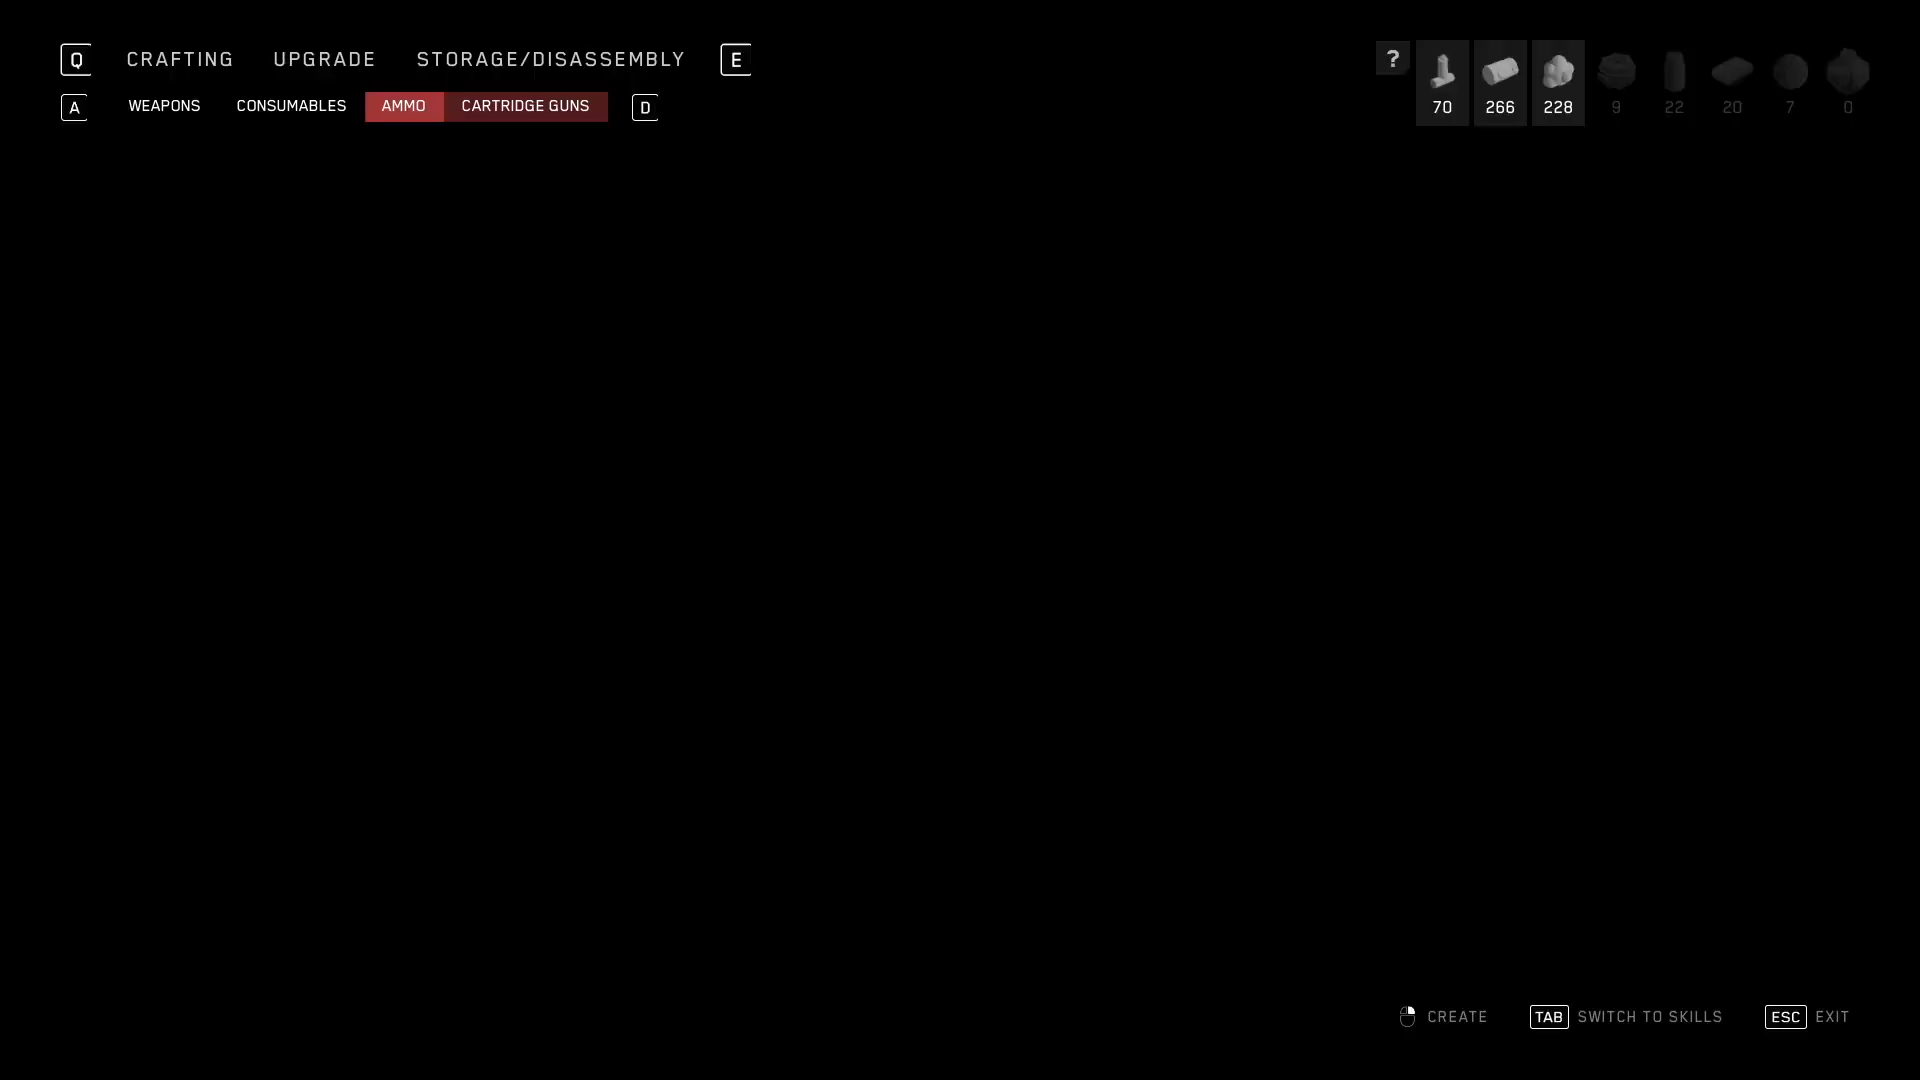 Q CRAFTING UPGRADE STORAGE/DISASSEMBLY E
A WEAPONS CONSUMABLES AMMO CARTRIDGE GUNS D
?
70 266 228 9 22 20 7 0
CREATE TAB SWITCH TO SKILLS ESC EXIT